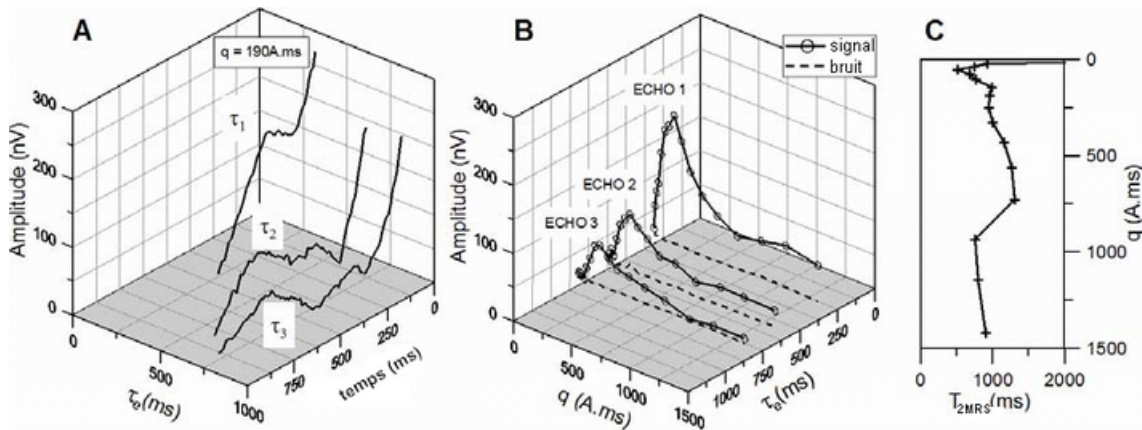 A
q = 190A.ms
τ1
τ2
τ3
Amplitude (nV)
300
200
100
0
0
500
1000
τe(ms)
750
500
250
0
temps (ms)
B
signal
bruit
ECHO 1
ECHO 2
ECHO 3
Amplitude (nV)
300
200
100
0
0
500
1000
1500
q (A.ms)
1000
750
500
250
0
τe(ms)
C
0
500
1000
1500
q (A.ms)
0
1000
2000
T2MRS(ms)